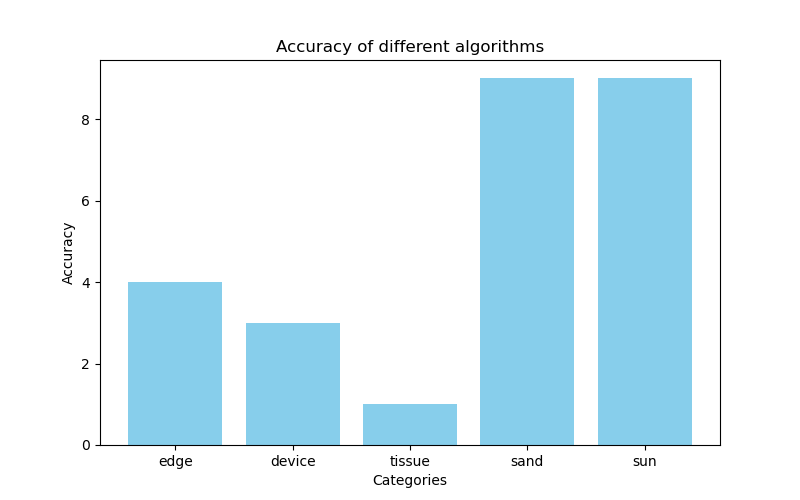 Accuracy of different algorithms
Accuracy
8
6
4
2
0
edge device tissue sand sun
Categories